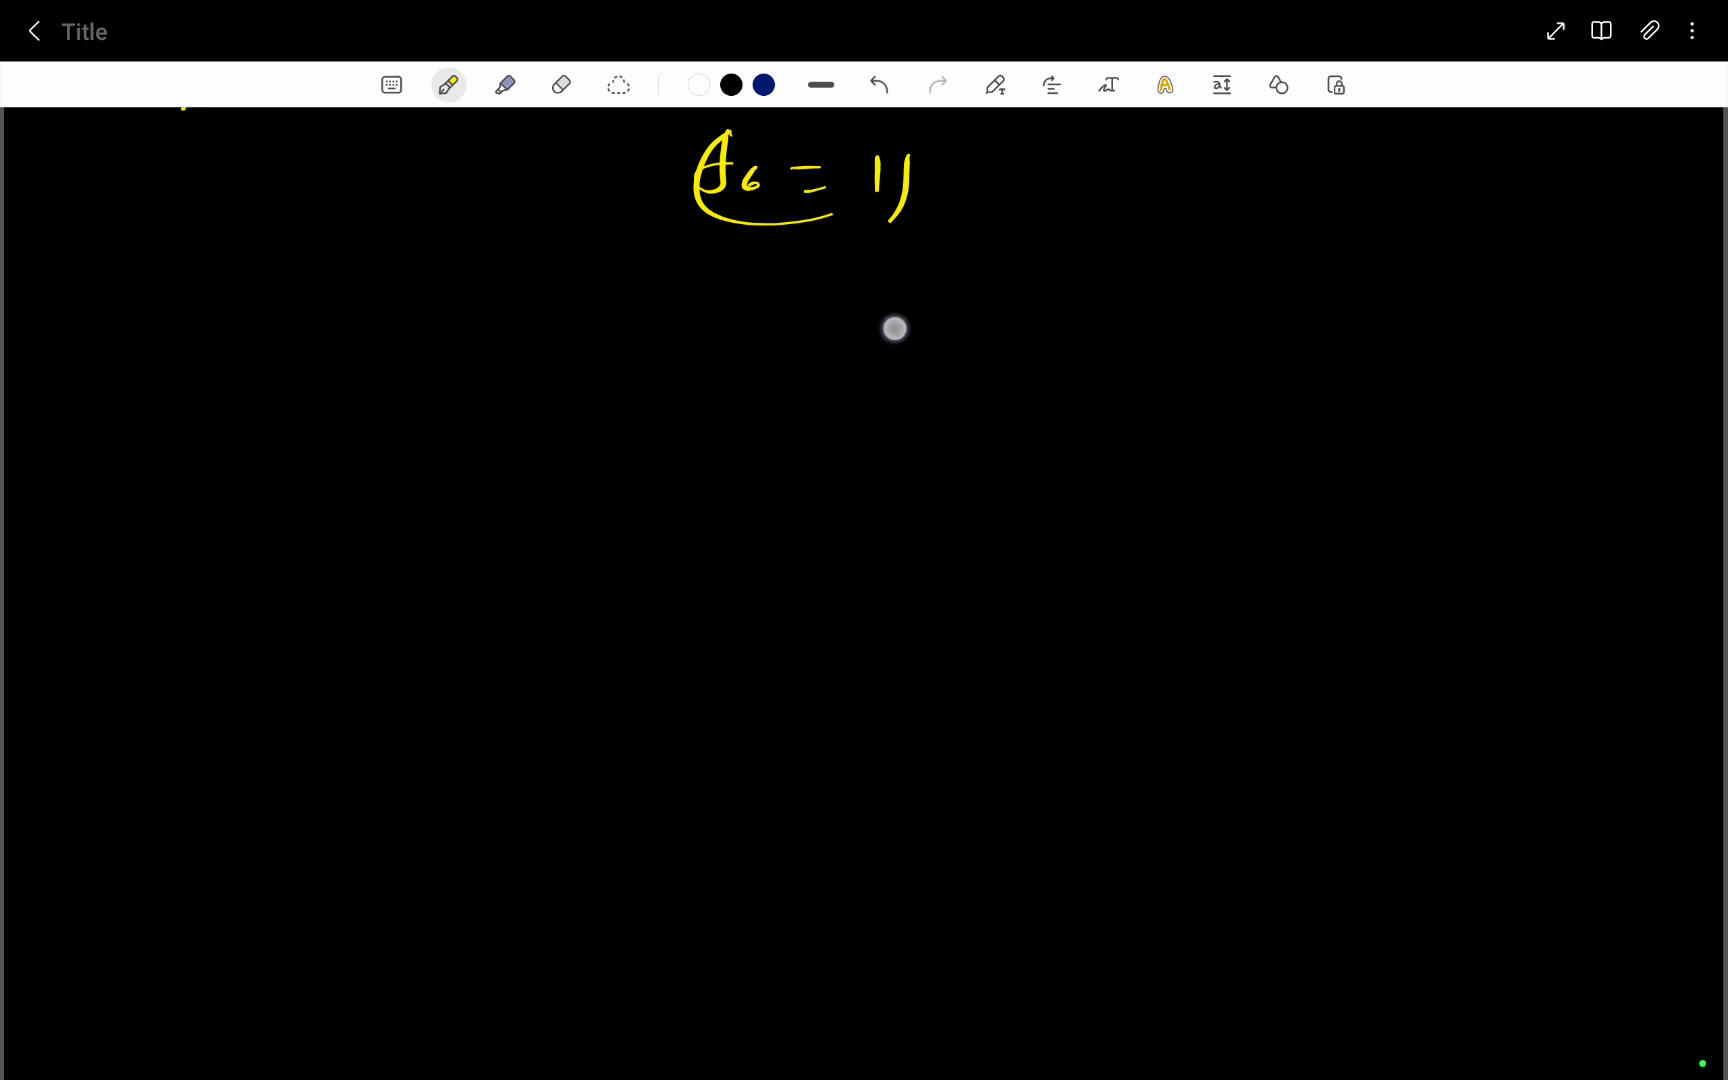 Title
A₆ = 11